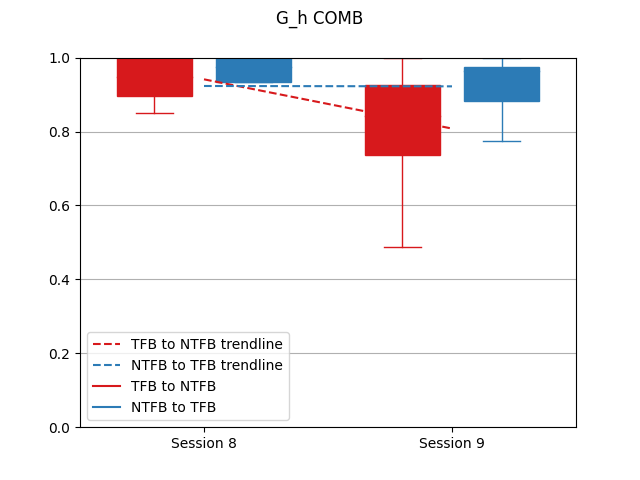 G_h COMB
1.0
0.8
0.6
0.4
0.2
0.0
TFB to NTFB trendline
NTFB to TFB trendline
TFB to NTFB
NTFB to TFB
Session 8
Session 9